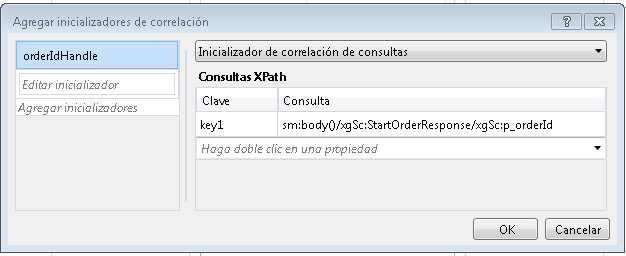 Agregar inicializadores de correlación
orderIdHandle
Editar inicializador
Agregar inicializadores
Inicializador de correlación de consultas
Consultas XPath
Clave Consulta
key1 sm:body()/xgSc:StartOrderResponse/xgSc:p_orderId
Haga doble clic en una propiedad
OK Cancelar